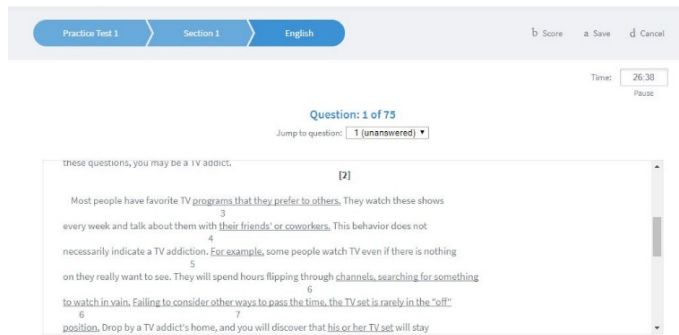 Practice Test 1
Section 1
English
b Score
a Save
d Cancel
Time: 26:38
Pause
Question: 1 of 75
Jump to question: 1 (unanswered)
these questions, you may be a TV addict.
[2]
Most people have favorite TV programs that they prefer to others. They watch these shows
3
every week and talk about them with their friends' or coworkers. This behavior does not
4
necessarily indicate a TV addiction. For example, some people watch TV even if there is nothing
5
on they really want to see. They will spend hours flipping through channels, searching for something
6
to watch in vain. Failing to consider other ways to pass the time, the TV set is rarely in the "off"
6 7
position. Drop by a TV addict's home, and you will discover that his or her TV set will stay